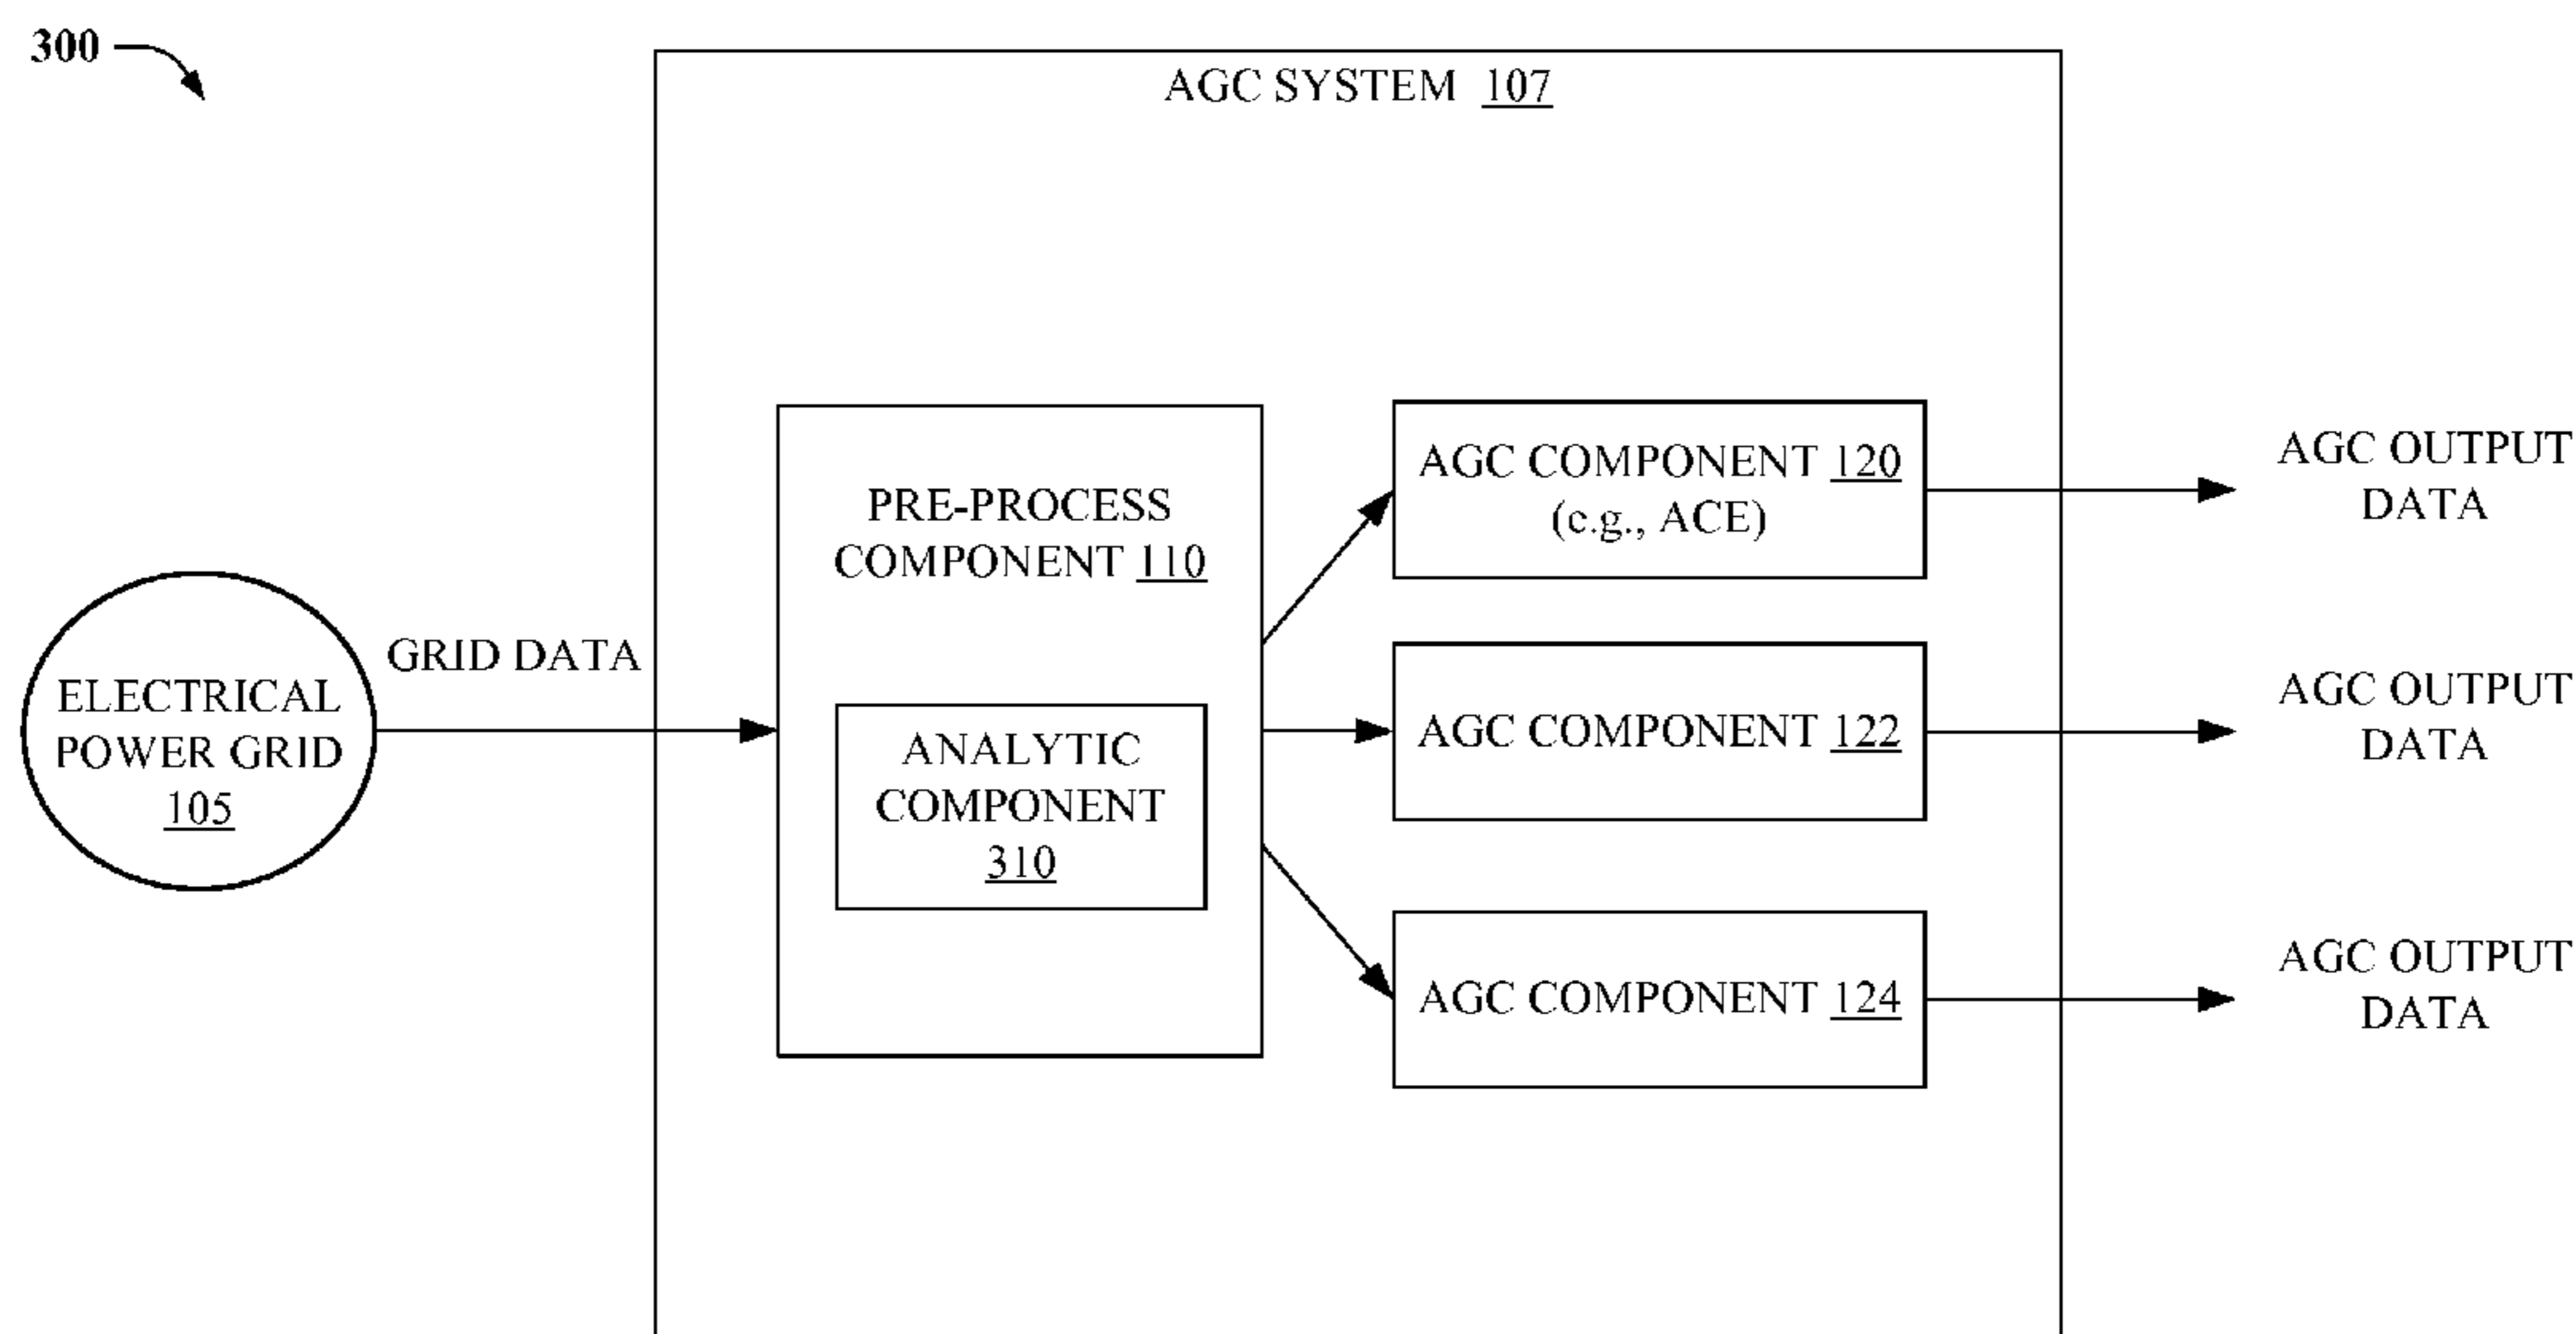 300
AGC SYSTEM 107
ELECTRICAL
POWER GRID
105
GRID DATA
PRE-PROCESS
COMPONENT 110
ANALYTIC
COMPONENT
310
AGC COMPONENT 120
(e.g., ACE)
AGC COMPONENT 122
AGC COMPONENT 124
AGC OUTPUT
DATA
AGC OUTPUT
DATA
AGC OUTPUT
DATA